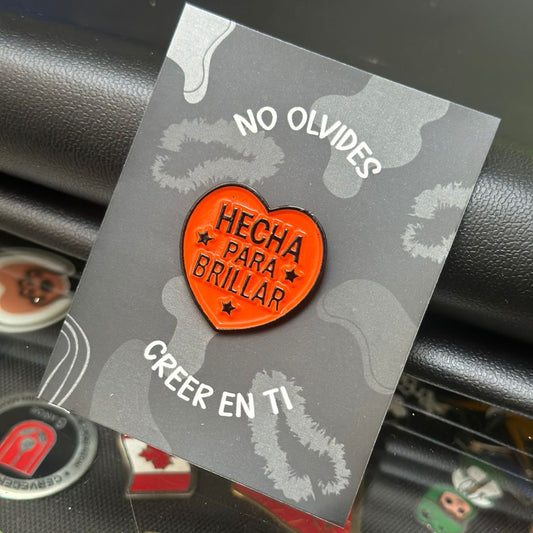 NO OLVIDES
HECHA
PARA
BRILLAR
CREER EN TI